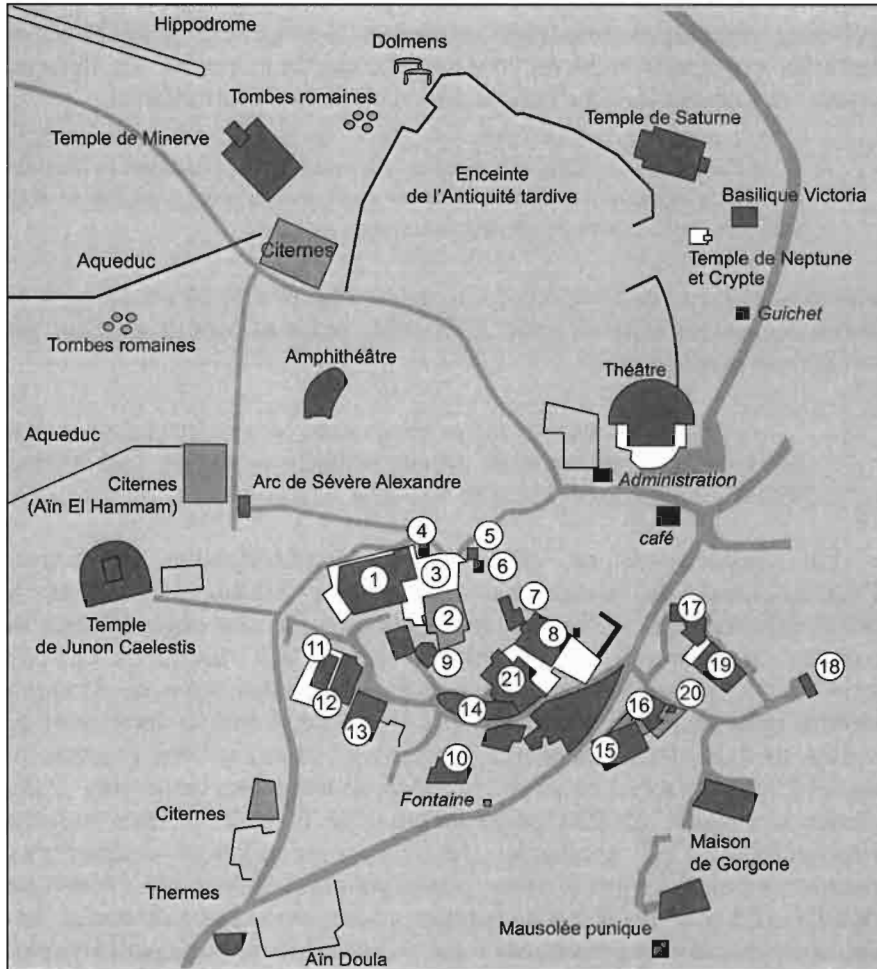 Hippodrome
Dolmens
Tombes romaines
Temple de Minerve
Temple de Saturne
Enceinte
de l'Antiquité tardive
Basilique Victoria
Citernes
Temple de Neptune
et Crypte
Aqueduc
Guichet
Tombes romaines
Amphithéâtre
Théâtre
Aqueduc
Citernes
(Aïn El Hammam)
Arc de Sévère Alexandre
Administration
café
4
5
3
6
1
2
7
17
Temple
de Junon Caelestis
8
11
9
19
18
12
21
20
14
16
13
15
10
Fontaine
Citernes
Maison
de Gorgone
Thermes
Mausolée punique
Aïn Doula